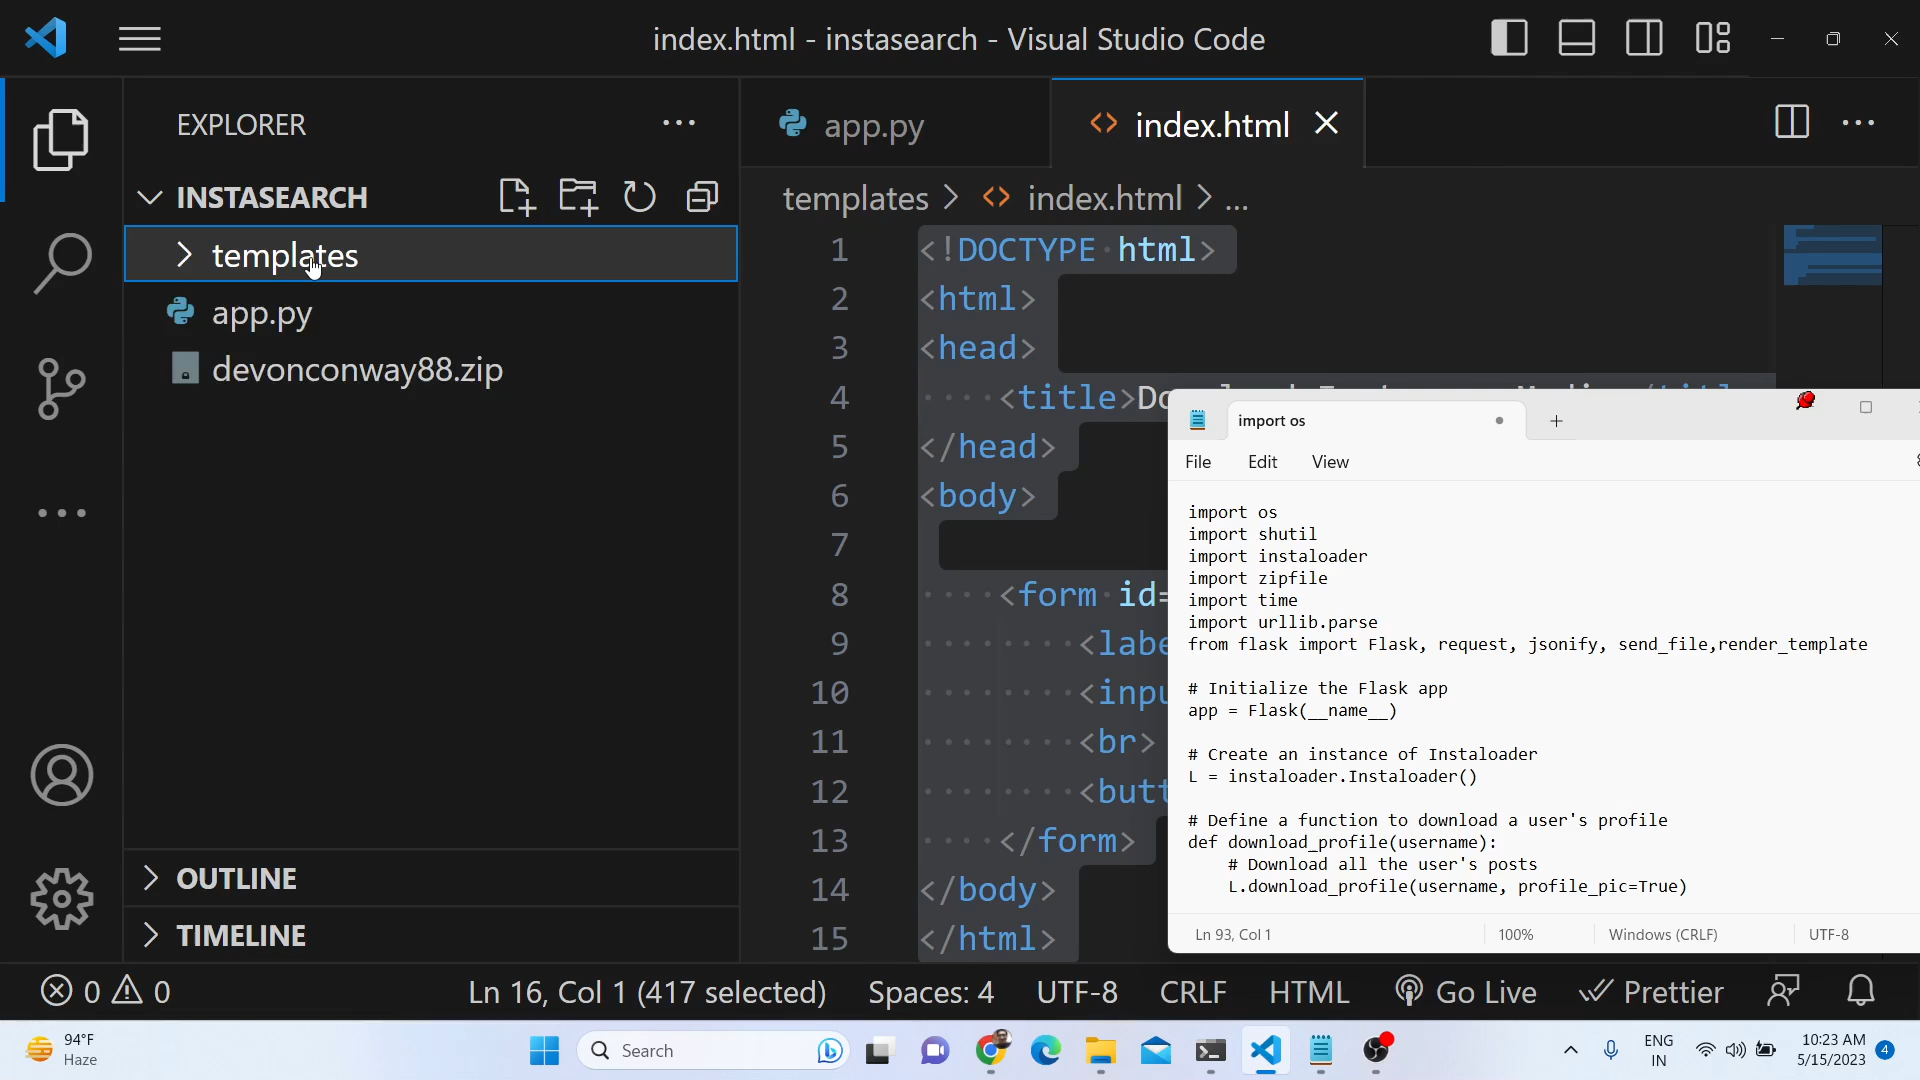 index.html - instasearch - Visual Studio Code
EXPLORER
INSTASEARCH
templates
app.py
devonconway88.zip
OUTLINE
TIMELINE
app.py
index.html
templates > index.html > ...
1 <!DOCTYPE html>
2 <html>
3 <head>
4 <title>Do
5 </head>
6 <body>
7
8 <form id=
9 <labe
10 <inpu
11 <br>
12 <butt
13 </form>
14 </body>
15 </html>
import os
File Edit View
import os
import shutil
import instaloader
import zipfile
import time
import urllib.parse
from flask import Flask, request, jsonify, send_file,render_template
# Initialize the Flask app
app = Flask(__name__)
# Create an instance of Instaloader
L = instaloader.Instaloader()
# Define a function to download a user's profile
def download_profile(username):
# Download all the user's posts
L.download_profile(username, profile_pic=True)
Ln 93, Col 1 100% Windows (CRLF) UTF-8
0 0 Ln 16, Col 1 (417 selected) Spaces: 4 UTF-8 CRLF HTML Go Live Prettier
94°F
Haze
Search
ENG
IN
10:23 AM
5/15/2023
4